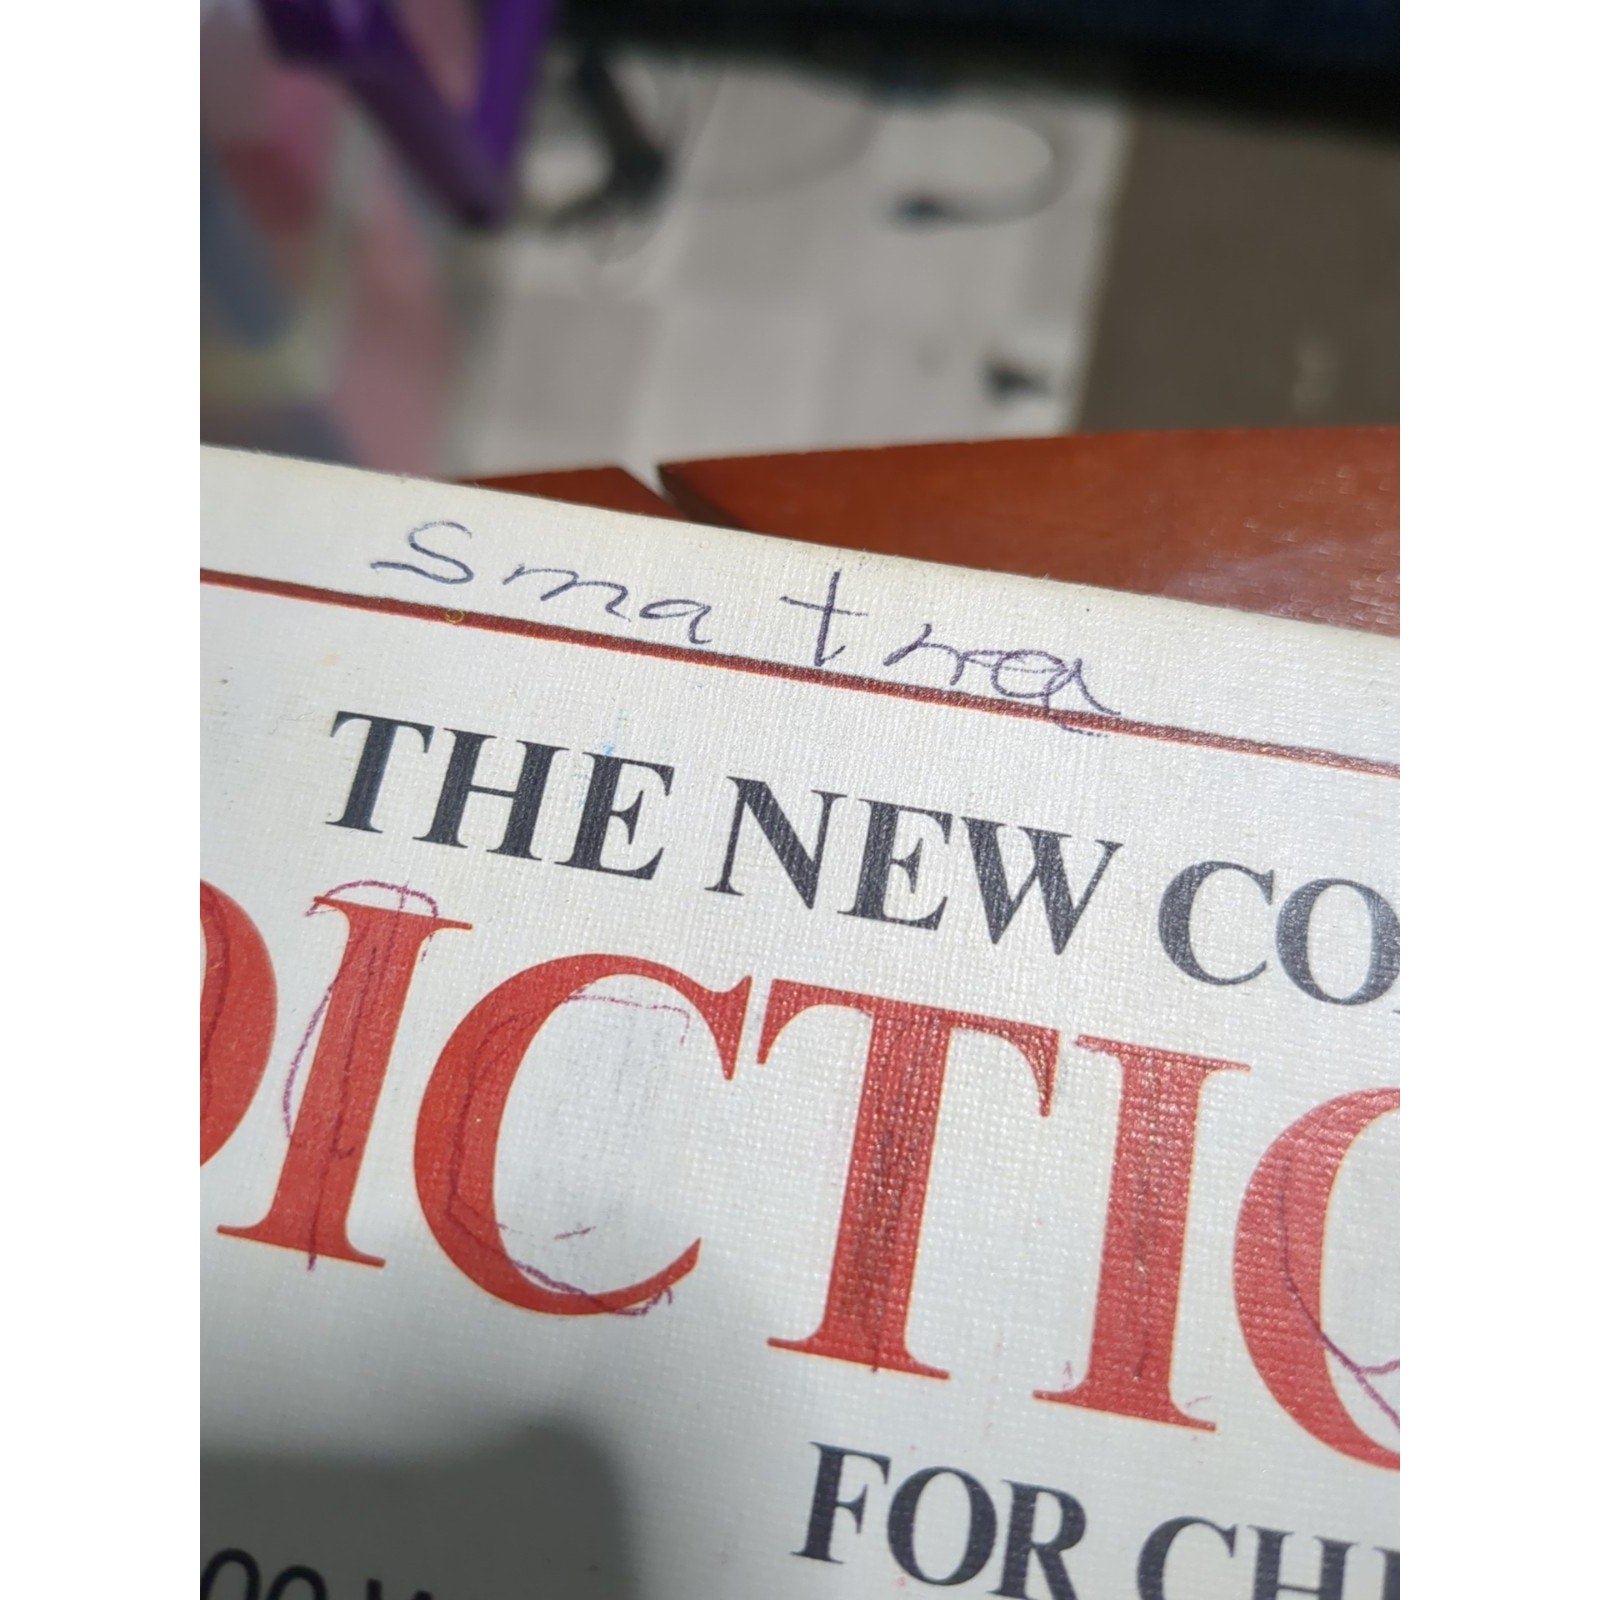 Smatrea
THE NEW CO
DICTIO
FOR CH